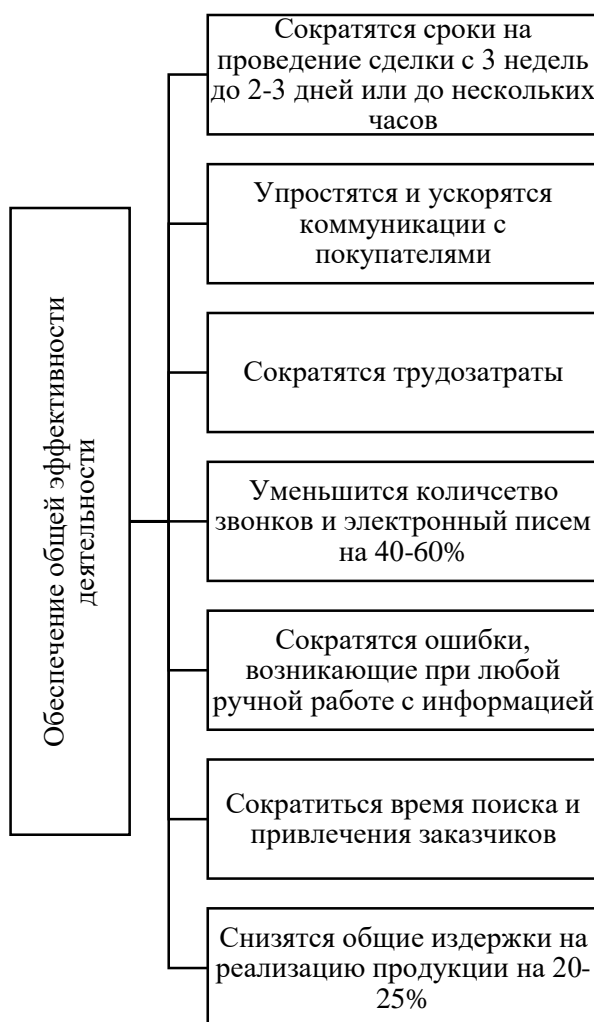 Обеспечение общей эффективности
деятельности
Сократятся сроки на
проведение сделки с 3 недель
до 2-3 дней или до нескольких
часов
Упростятся и ускорятся
коммуникации с
покупателями
Сократятся трудозатраты
Уменьшится количсетво
звонков и электронный писем
на 40-60%
Сократятся ошибки,
возникающие при любой
ручной работе с информацией
Сократиться время поиска и
привлечения заказчиков
Снизятся общие издержки на
реализацию продукции на 20-
25%